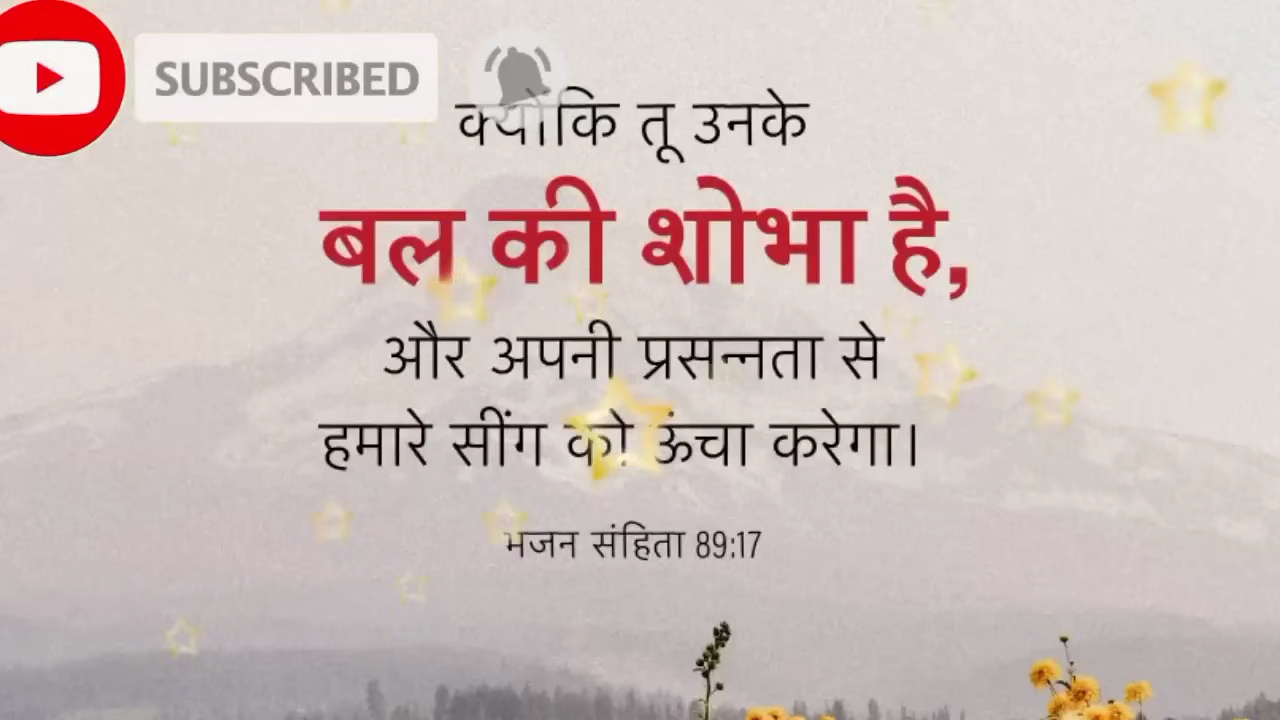 SUBSCRIBED
क्योंकि तू उनके
बल की शोभा है,
और अपनी प्रसन्नता से
हमारे सींग को ऊंचा करेगा।
भजन संहिता 89:17